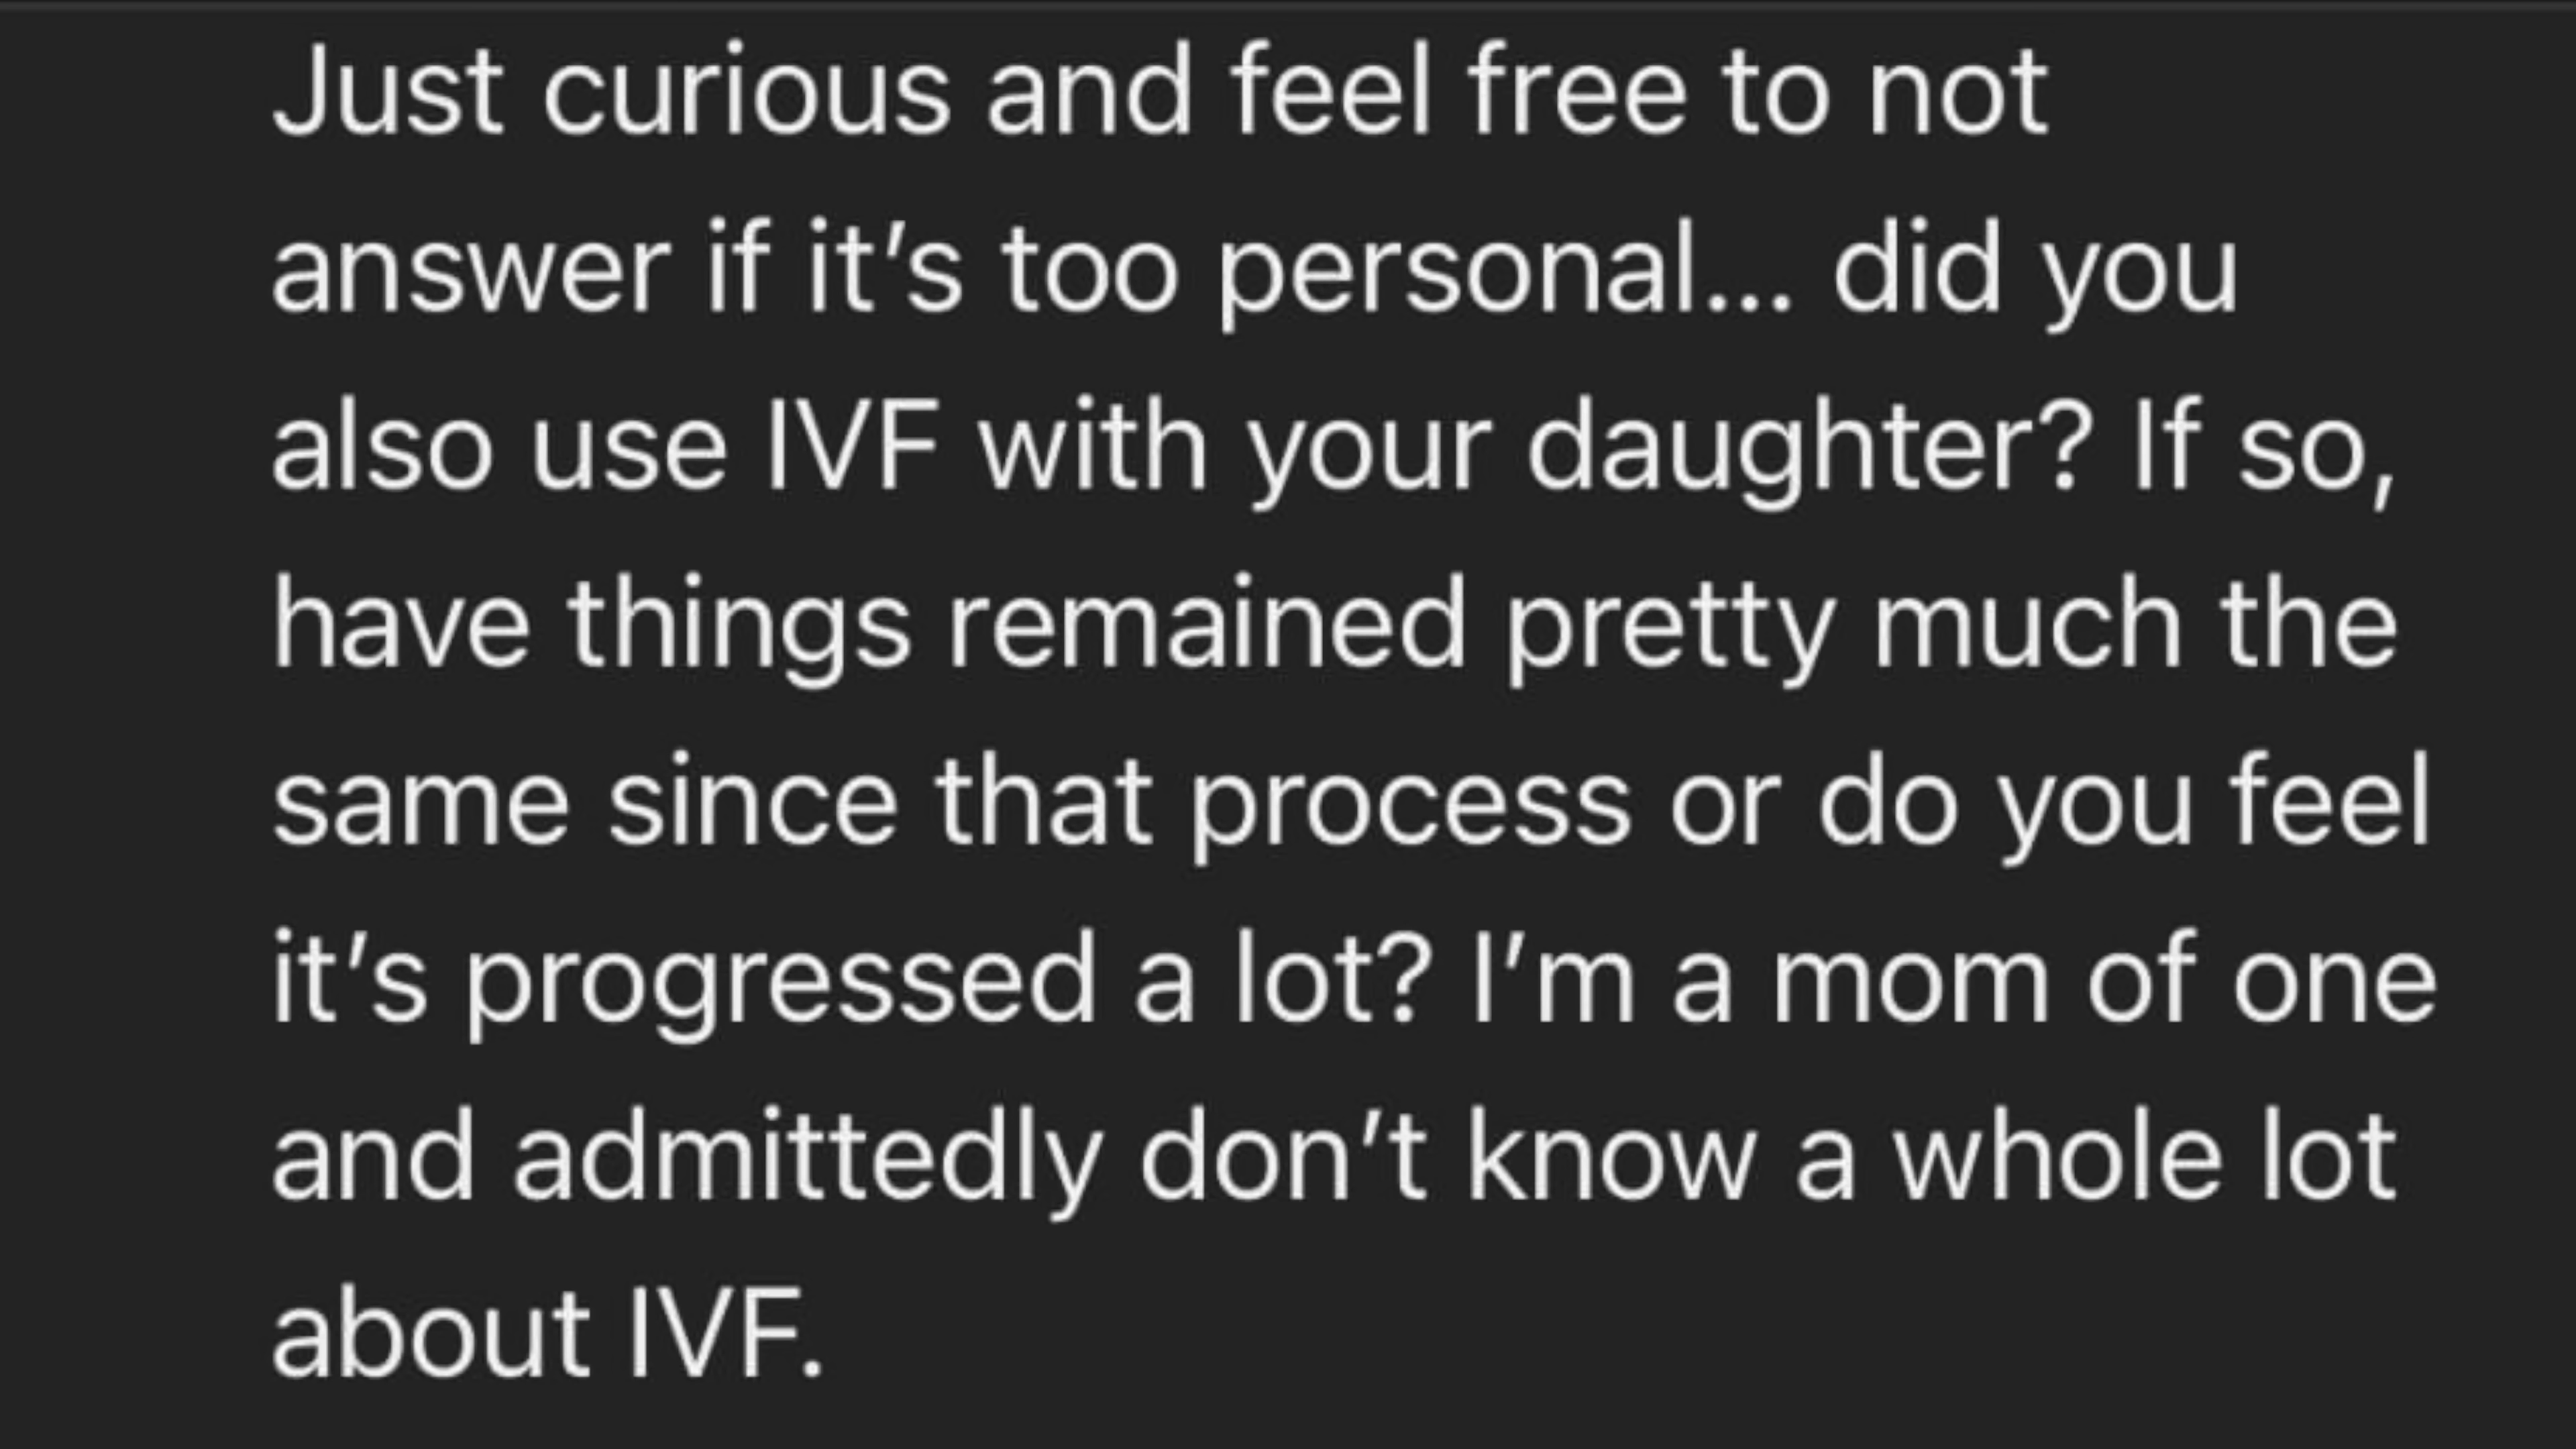 Just curious and feel free to not
answer if it’s too personal... did you
also use IVF with your daughter? If so,
have things remained pretty much the
same since that process or do you feel
it’s progressed a lot? I’m a mom of one
and admittedly don’t know a whole lot
about IVF.